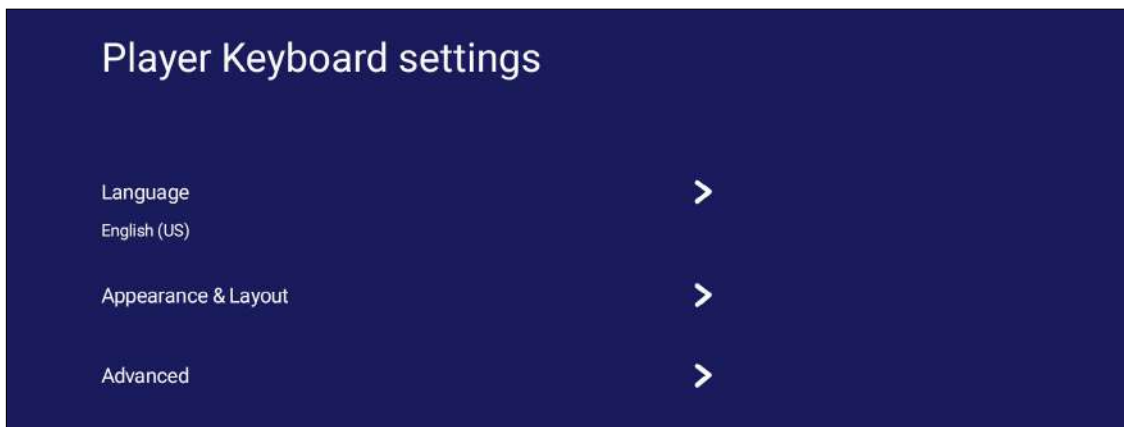 Player Keyboard settings
Language
English (US)
Appearance & Layout
Advanced